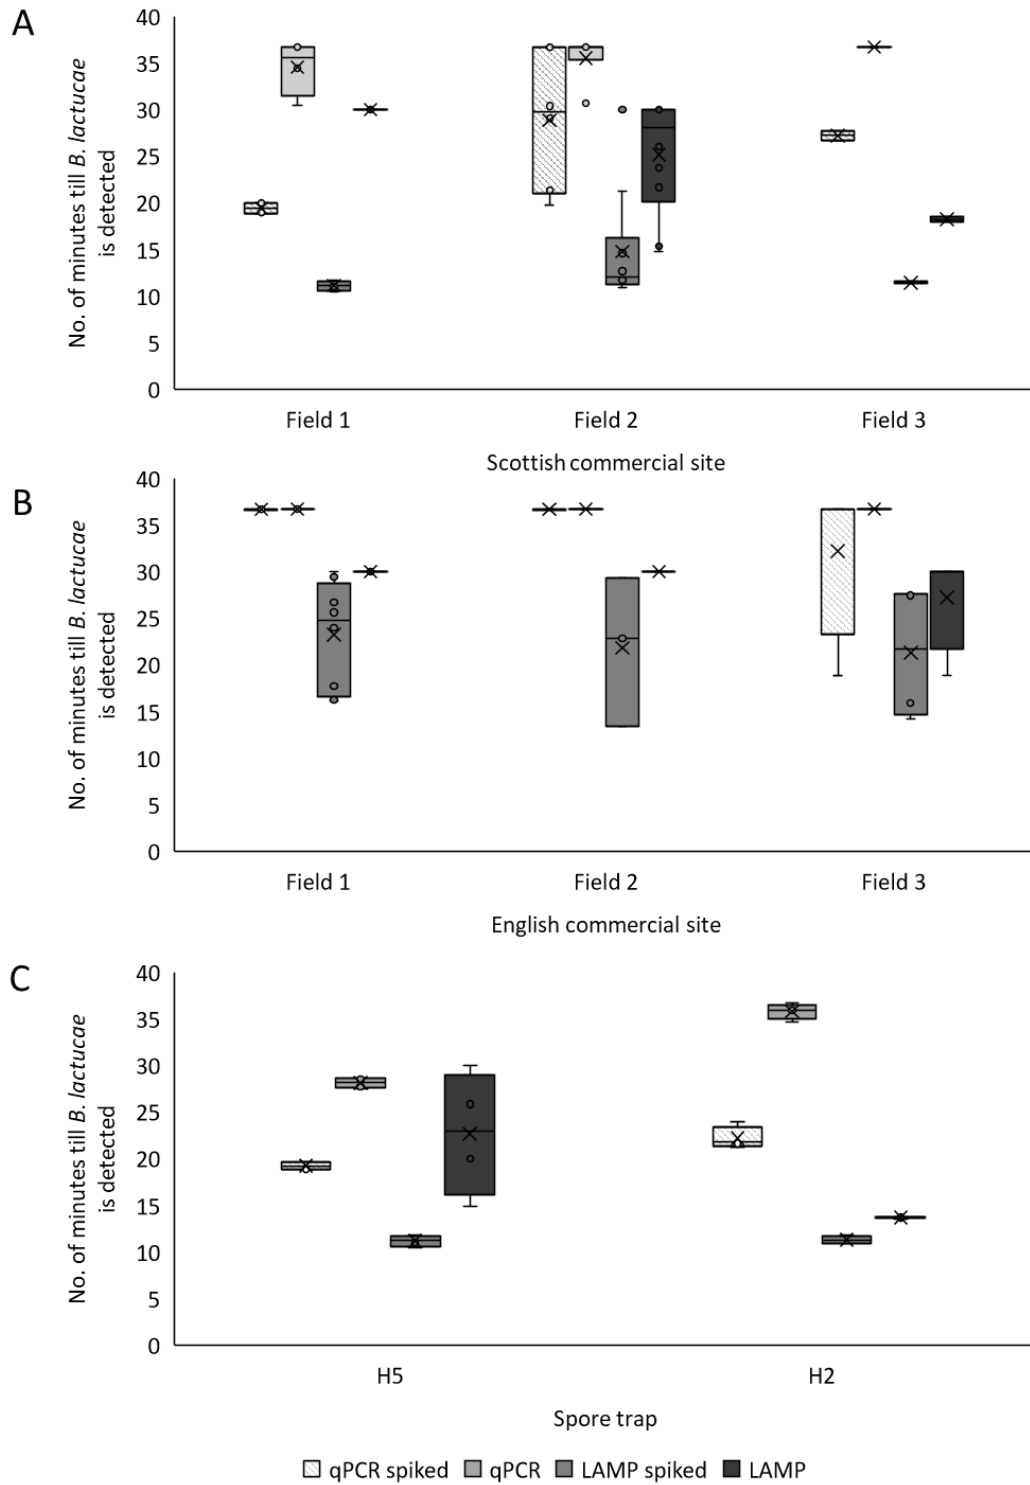 A
No. of minutes till B. lactucae
is detected
40
35
30
25
20
15
10
5
0
Field 1 Field 2 Field 3
Scottish commercial site
B
No. of minutes till B. lactucae
is detected
40
35
30
25
20
15
10
5
0
Field 1 Field 2 Field 3
English commercial site
C
No. of minutes till B. lactucae
is detected
40
35
30
25
20
15
10
5
0
H5 H2
Spore trap
qPCR spiked qPCR LAMP spiked LAMP